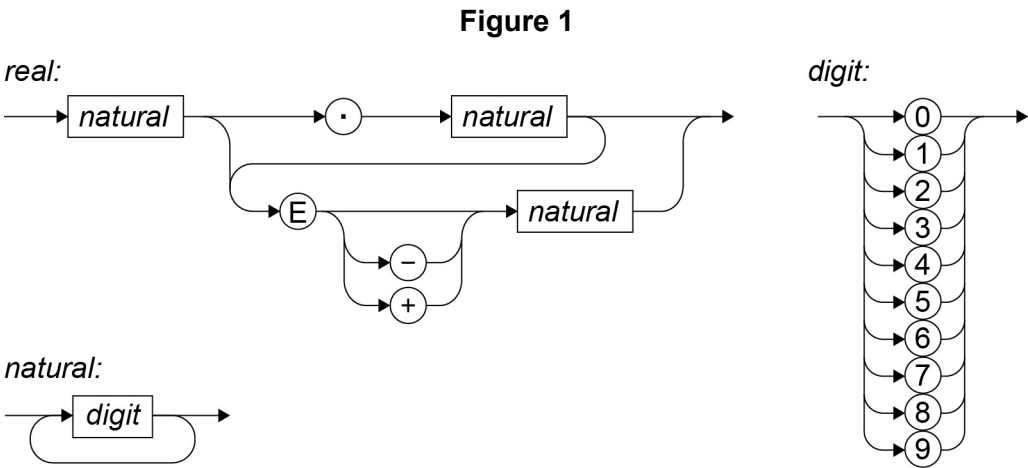 Figure 1
real:
digit:
natural
·
natural
E
natural
−
+
0
1
2
3
4
5
6
7
8
9
natural:
digit